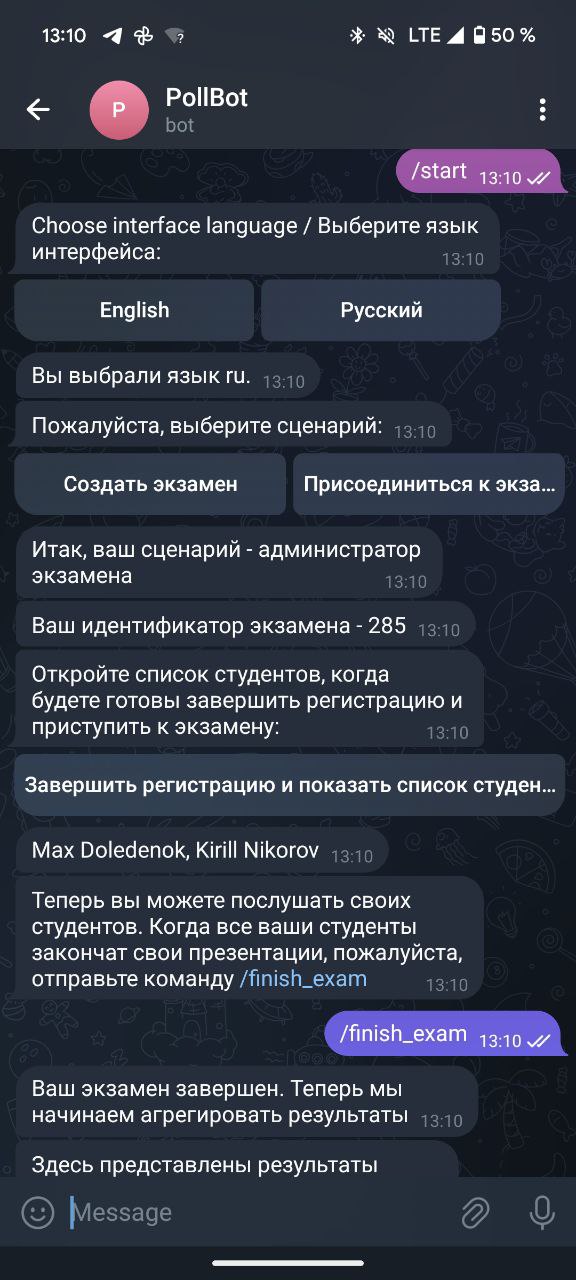 13:10
?
LTE
50 %
P
PollBot
bot
/start 13:10
Choose interface language / Выберите язык
интерфейса: 13:10
English
Русский
Вы выбрали язык ru. 13:10
Пожалуйста, выберите сценарий: 13:10
Создать экзамен
Присоединиться к экза...
Итак, ваш сценарий - администратор
экзамена 13:10
Ваш идентификатор экзамена - 285 13:10
Откройте список студентов, когда
будете готовы завершить регистрацию и
приступить к экзамену: 13:10
Завершить регистрацию и показать список студен...
Max Doledenok, Kirill Nikorov 13:10
Теперь вы можете послушать своих
студентов. Когда все ваши студенты
закончат свои презентации, пожалуйста,
отправьте команду /finish_exam 13:10
/finish_exam 13:10
Ваш экзамен завершен. Теперь мы
начинаем агрегировать результаты 13:10
Здесь представлены результаты
Message